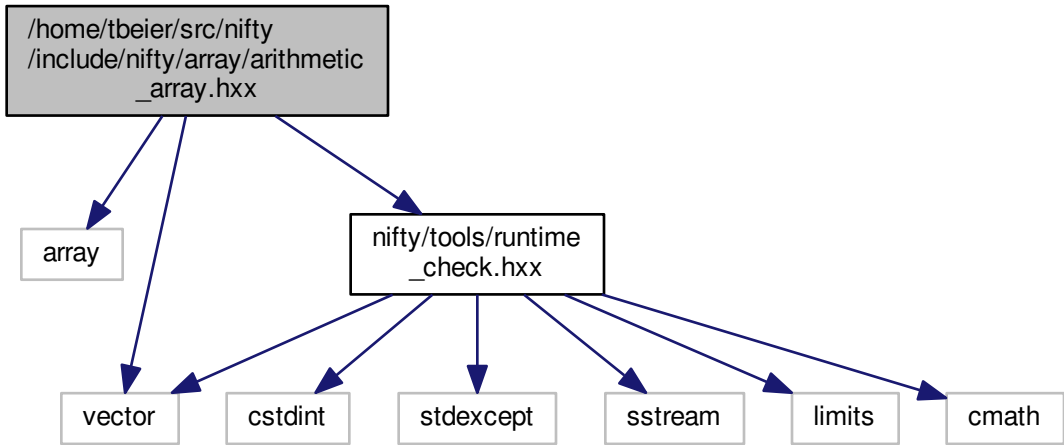 /home/tbeier/src/nifty
/include/nifty/array/arithmetic
_array.hxx
array
nifty/tools/runtime
_check.hxx
vector
cstdint
stdexcept
sstream
limits
cmath